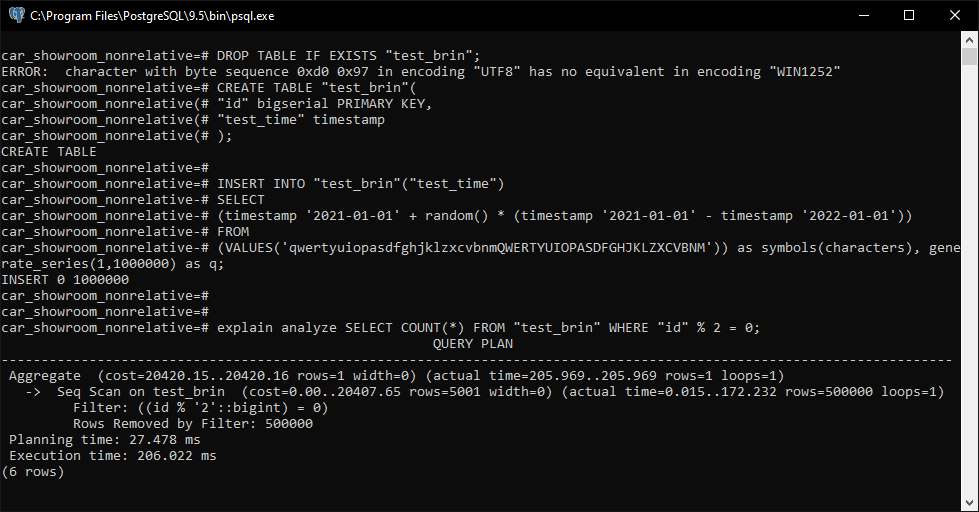 C:\Program Files\PostgreSQL\9.5\bin\psql.exe
car_showroom_nonrelative=# DROP TABLE IF EXISTS "test_brin";
ERROR:  character with byte sequence 0xd0 0x97 in encoding "UTF8" has no equivalent in encoding "WIN1252"
car_showroom_nonrelative=# CREATE TABLE "test_brin"(
car_showroom_nonrelative(# "id" bigserial PRIMARY KEY,
car_showroom_nonrelative(# "test_time" timestamp
car_showroom_nonrelative(# );
CREATE TABLE
car_showroom_nonrelative=#
car_showroom_nonrelative=# INSERT INTO "test_brin"("test_time")
car_showroom_nonrelative-# SELECT
car_showroom_nonrelative-# (timestamp '2021-01-01' + random() * (timestamp '2021-01-01' - timestamp '2022-01-01'))
car_showroom_nonrelative-# FROM
car_showroom_nonrelative-# (VALUES('qwertyuiopasdfghjklzxcvbnmQWERTYUIOPASDFGHJKLZXCVBNM')) as symbols(characters), gene
rate_series(1,1000000) as q;
INSERT 0 1000000
car_showroom_nonrelative=#
car_showroom_nonrelative=#
car_showroom_nonrelative=# explain analyze SELECT COUNT(*) FROM "test_brin" WHERE "id" % 2 = 0;
QUERY PLAN
-----------------------------------------------------------------------------------------------------------------------
Aggregate  (cost=20420.15..20420.16 rows=1 width=0) (actual time=205.969..205.969 rows=1 loops=1)
->  Seq Scan on test_brin  (cost=0.00..20407.65 rows=5001 width=0) (actual time=0.015..172.232 rows=500000 loops=1)
Filter: ((id % '2'::bigint) = 0)
Rows Removed by Filter: 500000
Planning time: 27.478 ms
Execution time: 206.022 ms
(6 rows)